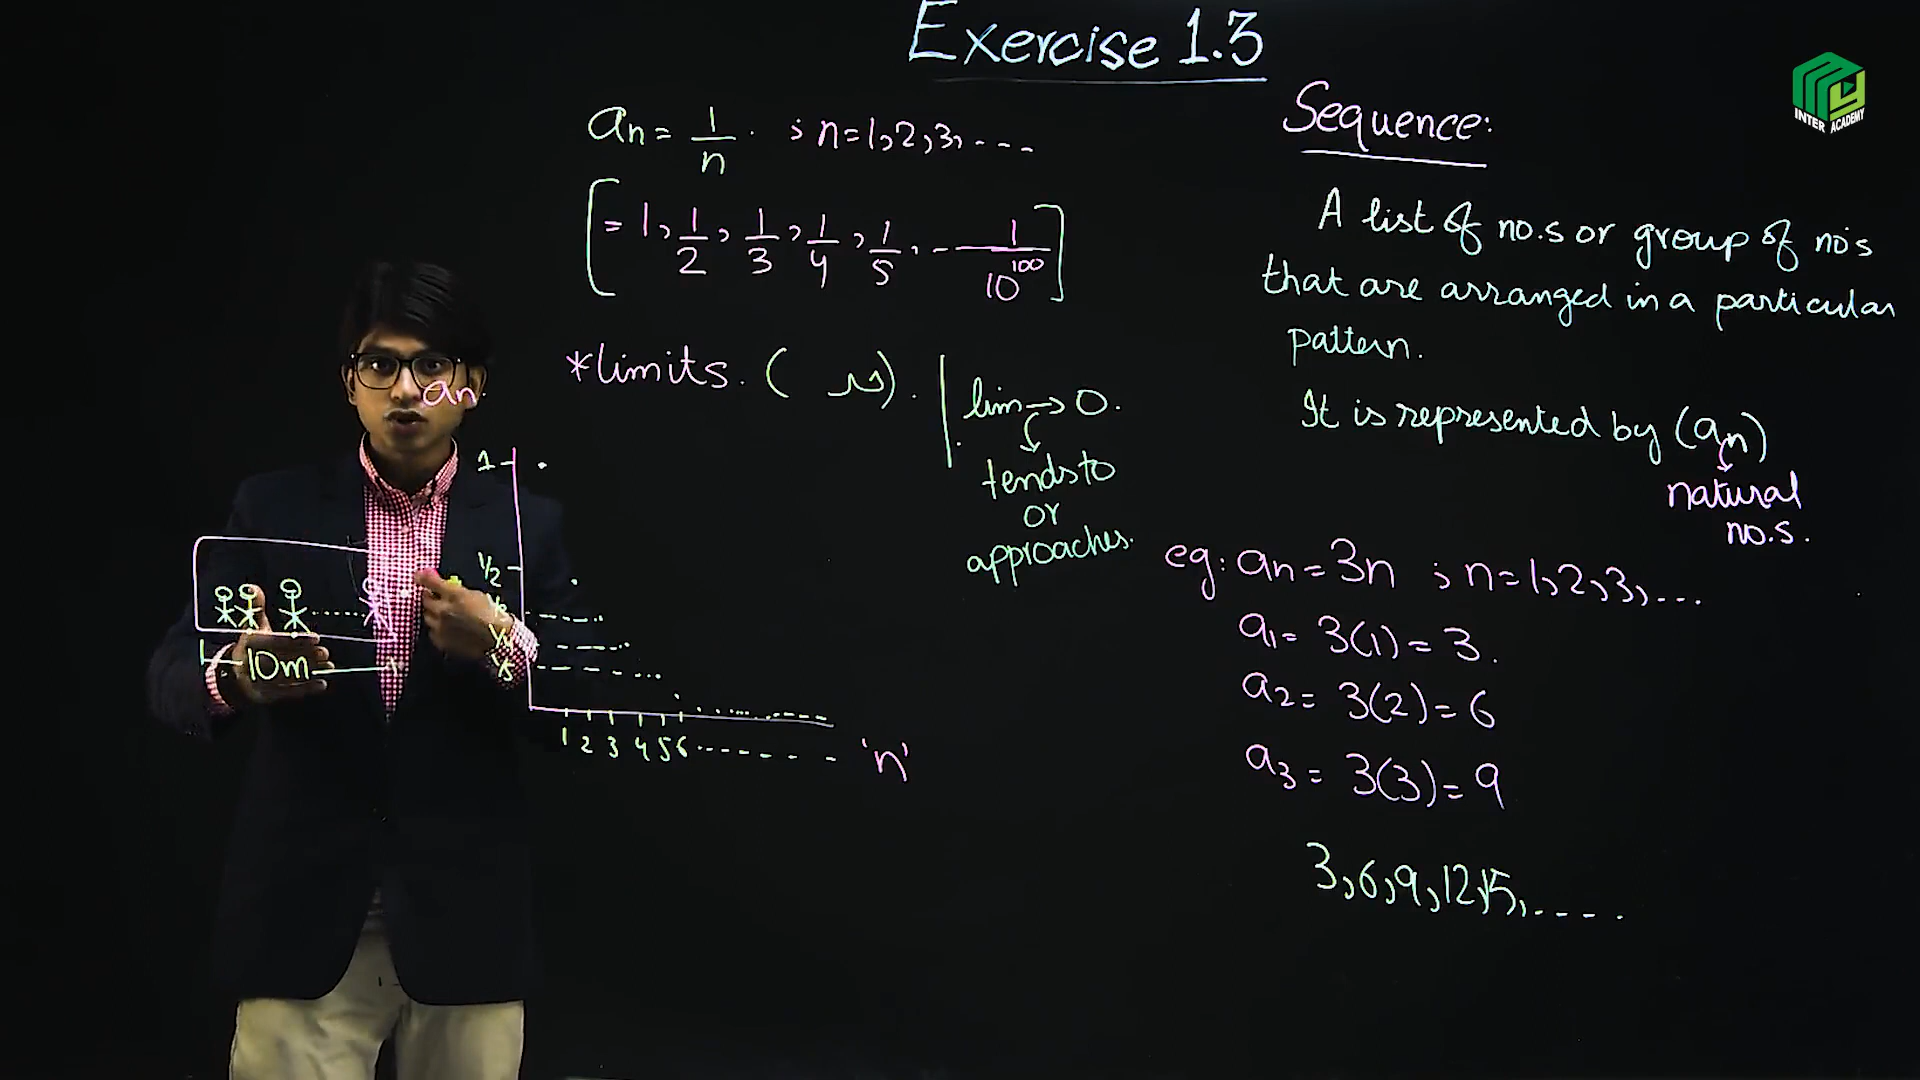 Exercise 1.3
an = 1/n ; n=1,2,3,...
= 1, 1/2, 1/3, 1/4, 1/5, ... 1/10^100
*limits. ( حد ).
lim → 0.
tends to
or
approaches.
an
1
1/2
1/5
1 2 3 4 5 6 ------- 'n'
10m
Sequence:
A list of no.s or group of no's
that are arranged in a particular
pattern.
It is represented by (an)
natural
no.s.
eg: an = 3n ; n=1,2,3,...
a1 = 3(1) = 3.
a2 = 3(2) = 6
a3 = 3(3) = 9
3,6,9,12,15,.----.
INTER ACADEMY